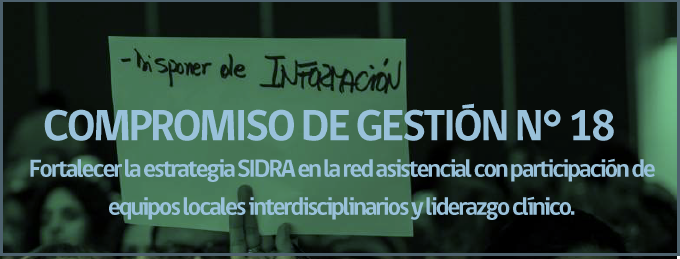 - Disponer de INFORMACIÓN
COMPROMISO DE GESTIÓN N° 18
Fortalecer la estrategia SIDRA en la red asistencial con participación de
equipos locales interdisciplinarios y liderazgo clínico.